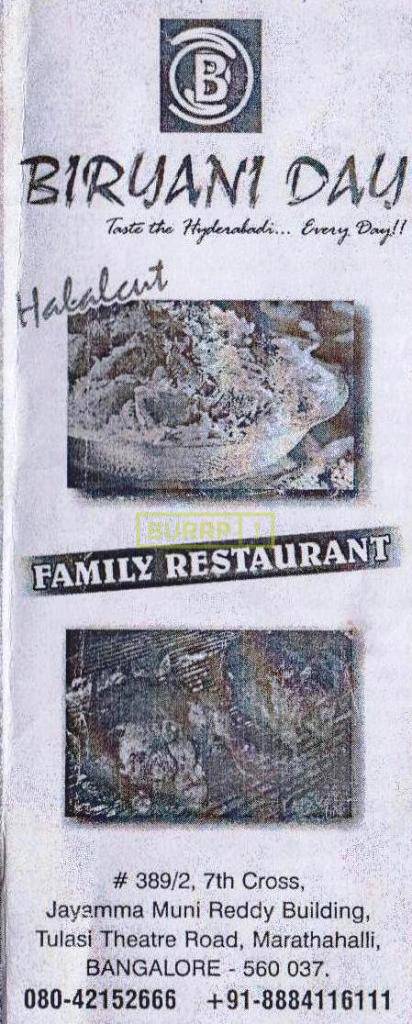 B
BIRYANI DAY
Taste the Hyderabadi... Every Day!!
Halalcut
BURRP!
FAMILY RESTAURANT
# 389/2, 7th Cross,
Jayamma Muni Reddy Building,
Tulasi Theatre Road, Marathahalli,
BANGALORE - 560 037.
080-42152666 +91-8884116111